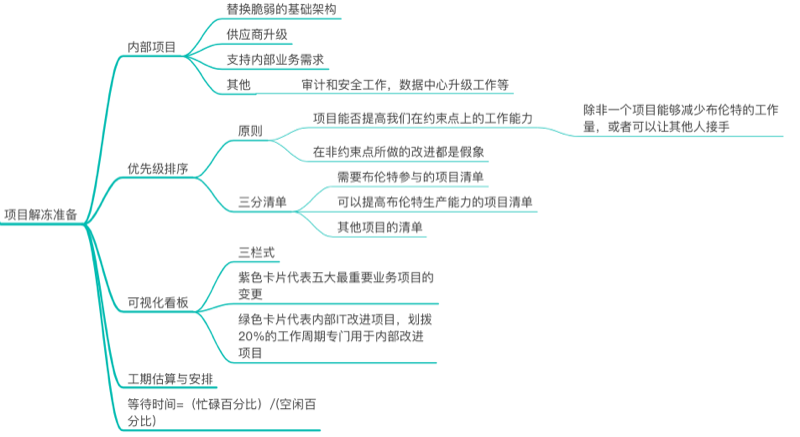 项目解冻准备
内部项目
替换脆弱的基础架构
供应商升级
支持内部业务需求
其他
审计和安全工作，数据中心升级工作等
优先级排序
原则
项目能否提高我们在约束点上的工作能力
除非一个项目能够减少布伦特的工作
量，或者可以让其他人接手
在非约束点所做的改进都是假象
三分清单
需要布伦特参与的项目清单
可以提高布伦特生产能力的项目清单
其他项目的清单
可视化看板
三栏式
紫色卡片代表五大最重要业务项目的
变更
绿色卡片代表内部IT改进项目，划拨
20%的工作周期专门用于内部改进
项目
工期估算与安排
等待时间=（忙碌百分比）/(空闲百
分比)